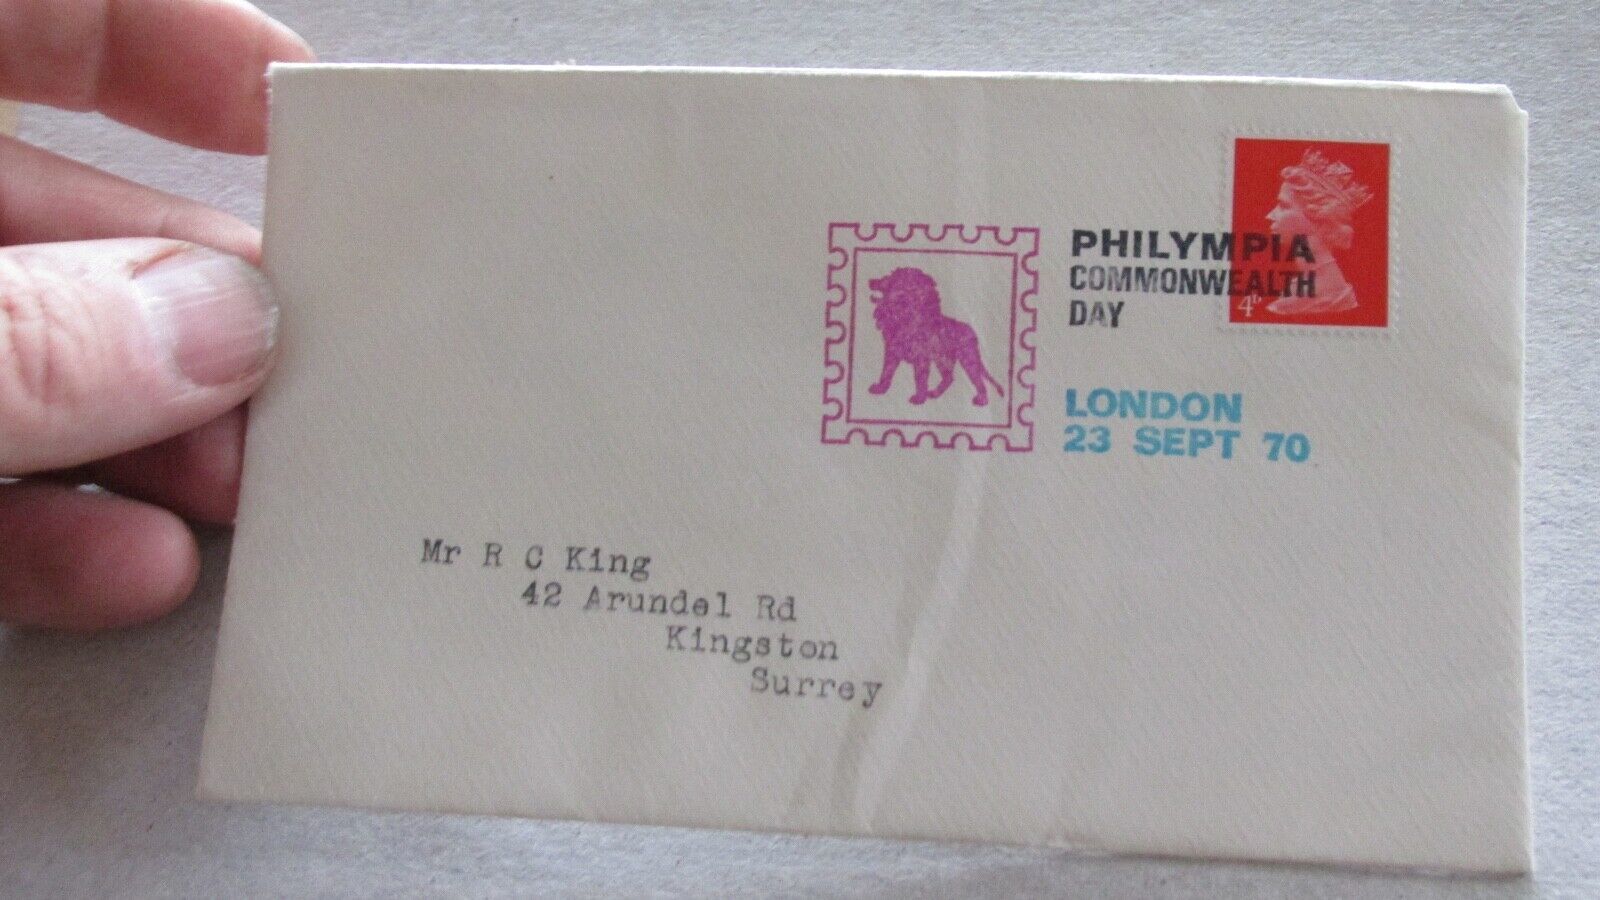 PHILYMPIA
COMMONWEALTH
DAY
4D
LONDON
23 SEPT 70
Mr R C King
42 Arundel Rd
Kingston
Surrey